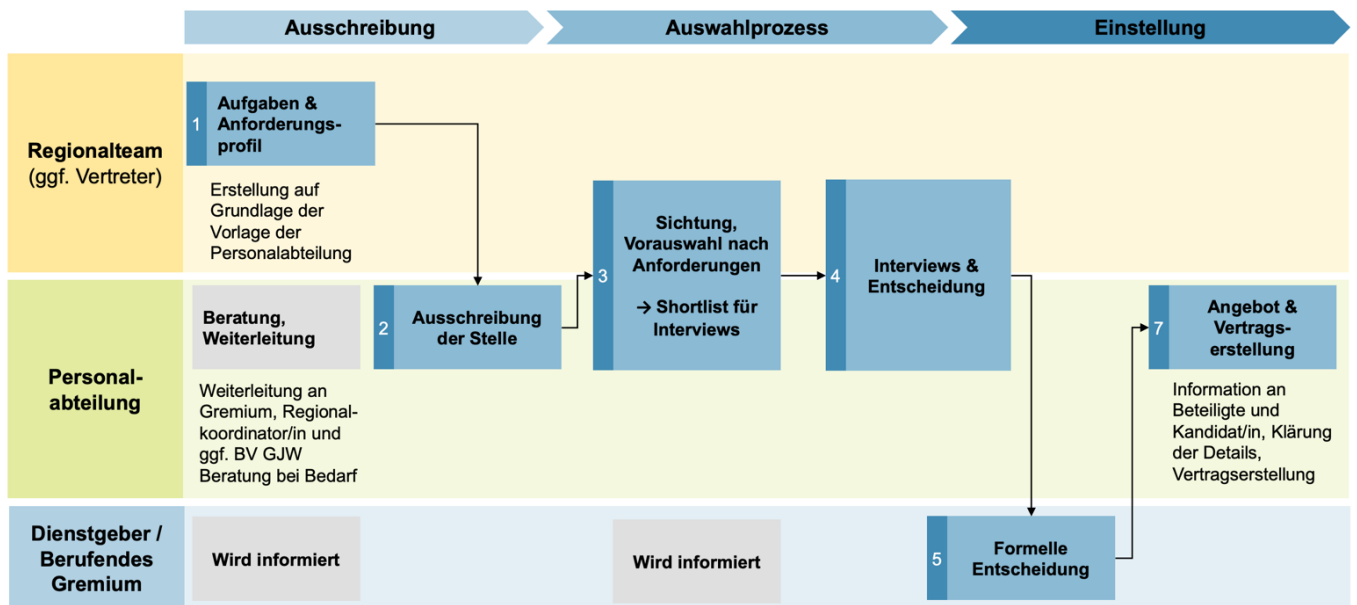 Ausschreibung
Auswahlprozess
Einstellung
Regionalteam
(ggf. Vertreter)
1
Aufgaben &
Anforderungs-
profil
Erstellung auf
Grundlage der
Vorlage der
Personalabteilung
3
Sichtung,
Vorauswahl nach
Anforderungen
→ Shortlist für
Interviews
4
Interviews &
Entscheidung
Personal-
abteilung
Beratung,
Weiterleitung
Weiterleitung an
Gremium, Regional-
koordinator/in und
ggf. BV GJW
Beratung bei Bedarf
2
Ausschreibung
der Stelle
7
Angebot &
Vertrags-
erstellung
Information an
Beteiligte und
Kandidat/in, Klärung
der Details,
Vertragserstellung
Dienstgeber /
Berufendes
Gremium
Wird informiert
Wird informiert
5
Formelle
Entscheidung